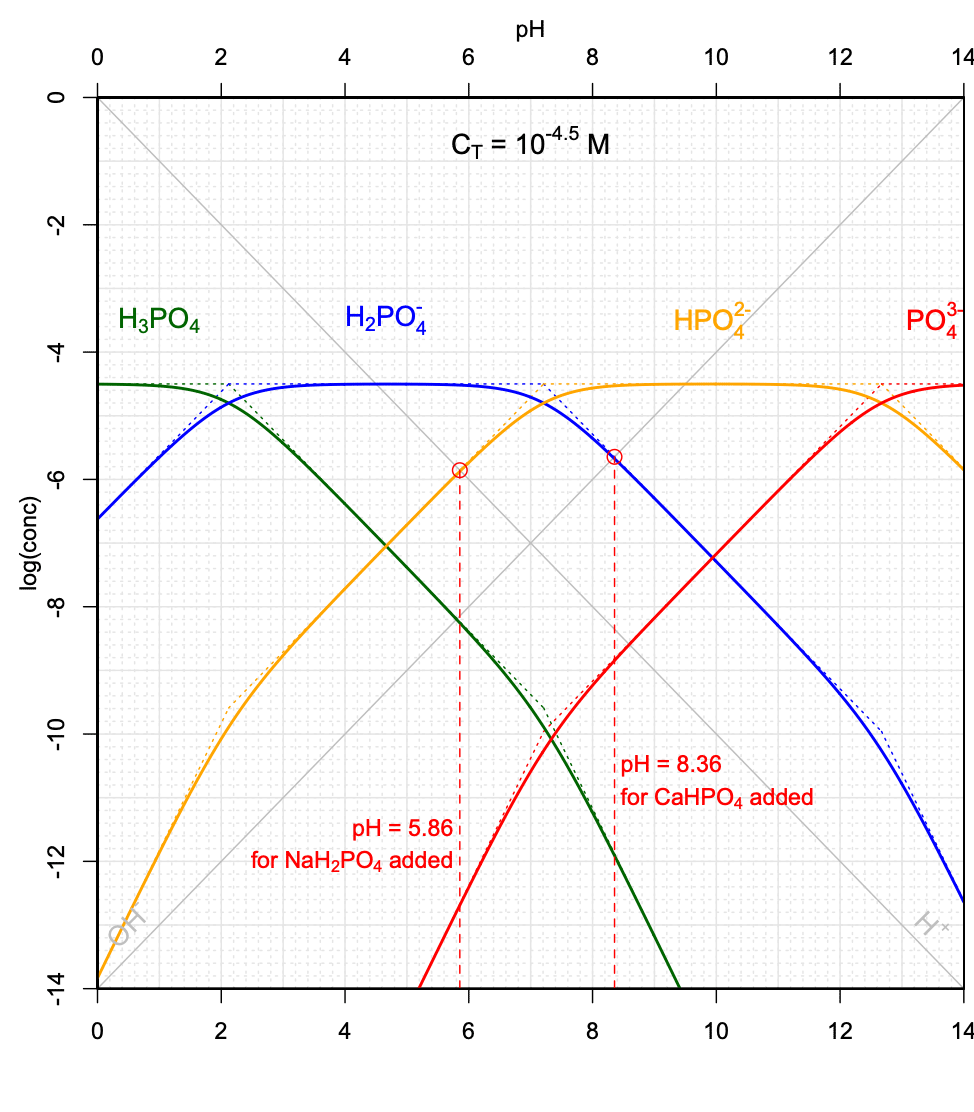 pH
0 2 4 6 8 10 12 14
0
C_T = 10^-4.5 M
-2
H₃PO₄ H₂PO₄⁻ HPO₄²⁻ PO₄³⁻
-4
-6
log(conc)
-8
-10
pH = 8.36
for CaHPO₄ added
pH = 5.86
for NaH₂PO₄ added
-12
OH⁻ H⁺
-14
0 2 4 6 8 10 12 14